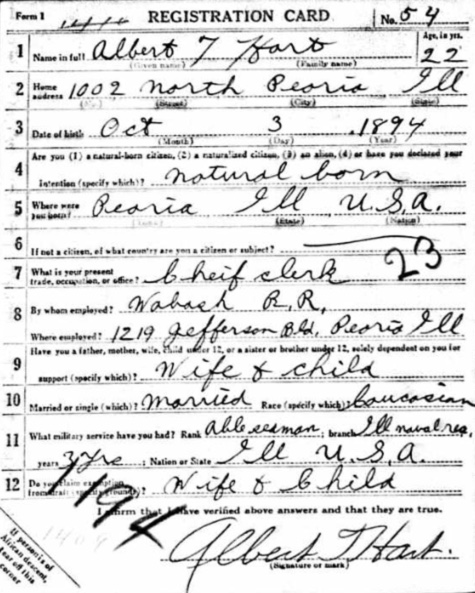 Form 1 REGISTRATION CARD No. 54
1 Name in full Albert T Hart Age, in yrs. 22
(Given name) (Family name)
2 Home address 1002 North Peoria Ill
(No.) (Street) (City) (State)
3 Date of birth Oct 3 1894
(Month) (Day) (Year)
4 Are you (1) a natural-born citizen, (2) a naturalized citizen, (3) an alien, (4) or have you declared your
intention (specify which)? natural born
5 Where were you born? Peoria Ill U.S.A.
(State) (Nation)
6 If not a citizen, of what country are you a citizen or subject?
23
7 What is your present trade, occupation, or office? Cheif clerk
8 By whom employed? Wabash R.R,
Where employed? 1219 Jefferson Bld. Peoria Ill
9 Have you a father, mother, wife, child under 12, or a sister or brother under 12, solely dependent on you for
support (specify which)? Wife & child
10 Married or single (which)? Married Race (specify which)? Caucasian
11 What military service have you had? Rank Able seaman ; branch Ill naval res,
years 3 yrs ; Nation or State Ill U.S.A.
12 Do you claim exemption from draft (specify grounds)? Wife & Child
I affirm that I have verified above answers and that they are true.
Albert T Hart.
(Signature or mark)
If person is of
African descent,
tear off this
corner